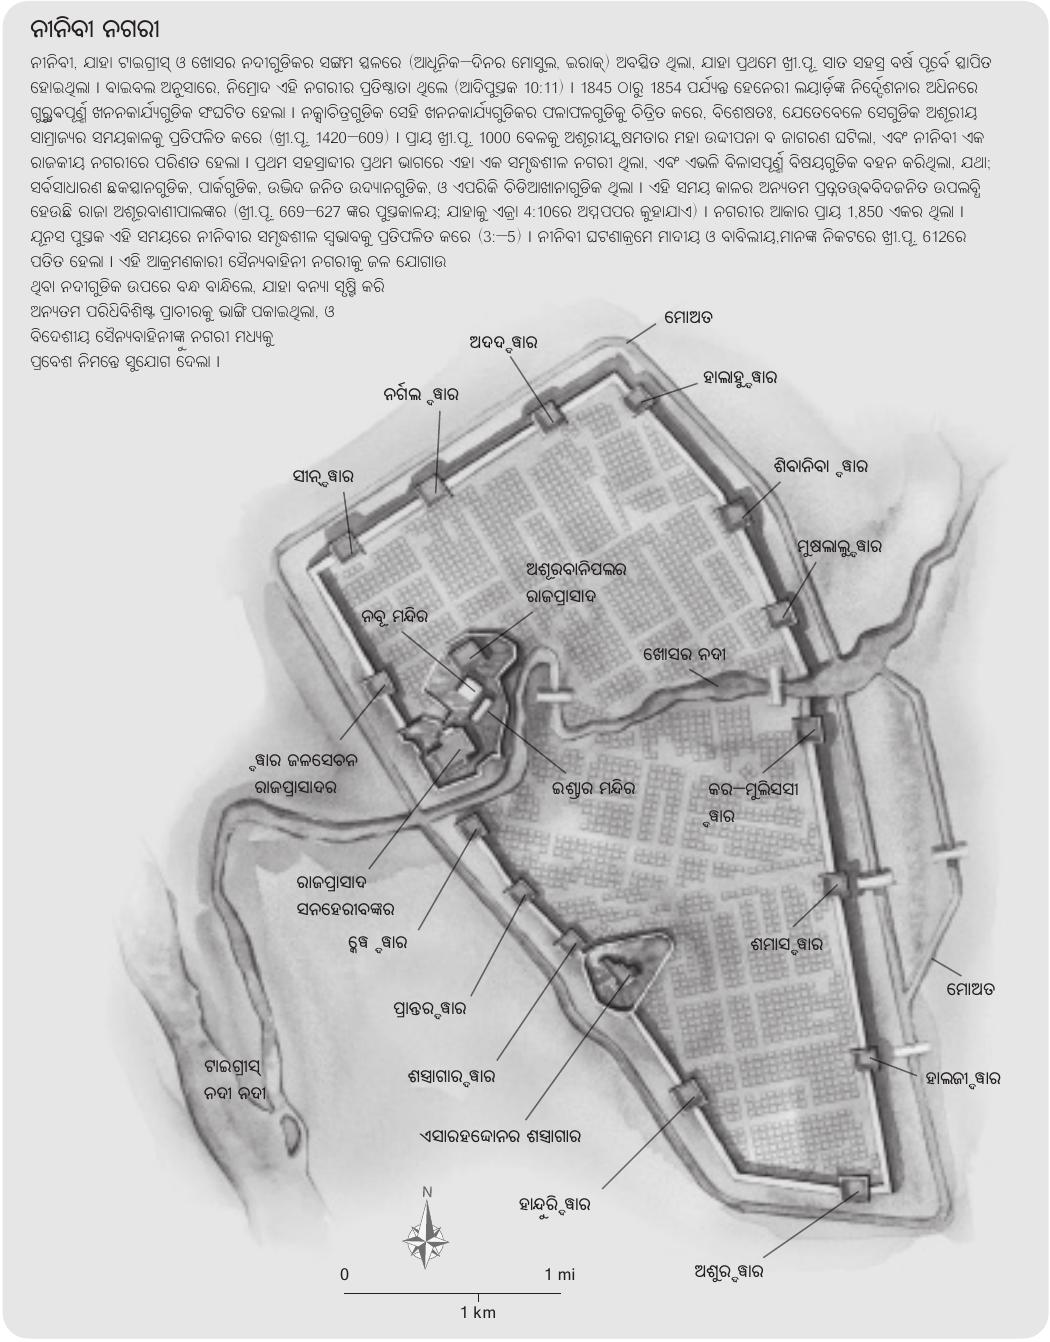 ନୀନିବୀ ନଗରୀ
ନୀନିବୀ, ଯାହା ଟାଇଗ୍ରୀସ୍ ଓ ଖୋସର ନଦୀଗୁଡିକର ସଙ୍ଗମ ସ୍ଥଳରେ (ଆଧୂନିକ–ଦିନର ମୋସୁଲ, ଇରାକ୍) ଅବସ୍ଥିତ ଥିଲା, ଯାହା ପ୍ରଥମେ ଖ୍ରୀ.ପୂ. ସାତ ସହସ୍ର ବର୍ଷ ପୂର୍ବେ ସ୍ଥାପିତ
ହୋଇଥିଲା । ବାଇବଲ ଅନୁସାରେ, ନିମ୍ରୋଦ ଏହି ନଗରୀର ପ୍ରତିଷ୍ଠାତା ଥିଲେ (ଆଦିପୁସ୍ତକ 10:11) । 1845 ଠାରୁ 1854 ପର୍ଯ୍ୟନ୍ତ ହେନେରୀ ଲୟାର୍ଡ଼ଙ୍କ ନିର୍ଦ୍ଦେଶନାର ଅଧିନରେ
ଗୁରୁତ୍ଵପୂର୍ଣ୍ଣ ଖନନକାର୍ଯ୍ୟଗୁଡିକ ସଂଘଟିତ ହେଲା । ନକ୍ସାଚିତ୍ରଗୁଡିକ ସେହି ଖନନକାର୍ଯ୍ୟଗୁଡିକର ଫଳାଫଳଗୁଡିକୁ ଚିତ୍ରିତ କରେ, ବିଶେଷତଃ, ଯେତେବେଳେ ସେଗୁଡିକ ଅଶୂରୀୟ
ସାମ୍ରାଜ୍ୟର ସମୟକାଳକୁ ପ୍ରତିଫଳିତ କରେ (ଖ୍ରୀ.ପୂ. 1420–609) । ପ୍ରାୟ ଖ୍ରୀ.ପୂ. 1000 ବେଳକୁ ଅଶୂରୀୟ କ୍ଷମତାର ମହା ଉଦ୍ଦୀପନା ବ ଜାଗରଣ ଘଟିଲା, ଏବଂ ନୀନିବୀ ଏକ
ରାଜକୀୟ ନଗରୀରେ ପରିଣତ ହେଲା । ପ୍ରଥମ ସହସ୍ରାବ୍ଦୀର ପ୍ରଥମ ଭାଗରେ ଏହା ଏକ ସମୃଦ୍ଧଶୀଳ ନଗରୀ ଥିଲା, ଏବଂ ଏଭଳି ବିଳାସପୂର୍ଣ୍ଣ ବିଷୟଗୁଡିକ ବହନ କରିଥିଲା, ଯଥା;
ସର୍ବସାଧାରଣ ଛକସ୍ଥାନଗୁଡିକ, ପାର୍କଗୁଡିକ, ଉଦ୍ଭିଦ ଜନିତ ଉଦ୍ୟାନଗୁଡିକ, ଓ ଏପରିକି ଚିଡିଆଖାନାଗୁଡିକ ଥିଲା । ଏହି ସମୟ କାଳର ଅନ୍ୟତମ ପ୍ରତ୍ନତତ୍ତ୍ଵବିଦଜନିତ ଉପଲବ୍ଧି
ହେଉଛି ରାଜା ଅଶୂରବାଣୀପାଲଙ୍କର (ଖ୍ରୀ.ପୂ. 669–627 ଙ୍କର ପୁସ୍ତକାଳୟ; ଯାହାକୁ ଏଜ୍ରା 4:10ରେ ଅସ୍ନପପର କୁହାଯାଏ) । ନଗରୀର ଆକାର ପ୍ରାୟ 1,850 ଏକର ଥିଲା ।
ଯୂନସ ପୁସ୍ତକ ଏହି ସମୟରେ ନୀନିବୀର ସମୃଦ୍ଧଶୀଳ ସ୍ଵଭାବକୁ ପ୍ରତିଫଳିତ କରେ (3:–5) । ନୀନିବୀ ଘଟଣାକ୍ରମେ ମାଦୀୟ ଓ ବାବିଲୀୟ,ମାନଙ୍କ ନିକଟରେ ଖ୍ରୀ.ପୂ. 612ରେ
ପତିତ ହେଲା । ଏହି ଆକ୍ରମଣକାରୀ ସୈନ୍ୟବାହିନୀ ନଗରୀକୁ ଜଳ ଯୋଗାଉ
ଥିବା ନଦୀଗୁଡିକ ଉପରେ ବନ୍ଧ ବାନ୍ଧିଲେ, ଯାହା ବନ୍ୟା ସୃଷ୍ଟି କରି
ଅନ୍ୟତମ ପରିଧିବିଶିଷ୍ଟ ପ୍ରାଚୀରକୁ ଭାଙ୍ଗି ପକାଇଥିଲା, ଓ
ବିଦେଶୀୟ ସୈନ୍ୟବାହିନୀଙ୍କୁ ନଗରୀ ମଧ୍ୟକୁ
ପ୍ରବେଶ ନିମନ୍ତେ ସୁଯୋଗ ଦେଲା ।
ମୋଅତ
ଅଦଦ୍ ଦ୍ୱାର
ହାଲାହୁ ଦ୍ୱାର
ନର୍ଗଲ ଦ୍ୱାର
ଶିବାନିବା ଦ୍ୱାର
ସୀନ୍ ଦ୍ୱାର
ମୁଷଲାଲୁ ଦ୍ୱାର
ଅଶୂରବାନିପଲର
ରାଜପ୍ରାସାଦ
ନବୂ ମନ୍ଦିର
ଖୋସର ନଦୀ
ଦ୍ୱାର ଜଳସେଚନ
ରାଜପ୍ରାସାଦର
ଇଶ୍ତାର ମନ୍ଦିର
କର–ମୁଲିସସୀ
ଦ୍ୱାର
ରାଜପ୍ରାସାଦ
ସନହେରୀବଙ୍କର
ଦ୍ୱାର
ଶମାସ ଦ୍ୱାର
ମୋଅତ
ପ୍ରାନ୍ତର ଦ୍ୱାର
ଟାଇଗ୍ରୀସ୍
ନଦୀ ନଦୀ
ଶସ୍ତ୍ରାଗାର ଦ୍ୱାର
ହାଲଜୀ ଦ୍ୱାର
ଏସାରହଦ୍ଦୋନର ଶସ୍ତ୍ରାଗାର
N
ହାନ୍ଦୁରି ଦ୍ୱାର
ଅଶୁର ଦ୍ୱାର
0 1 mi
1 km